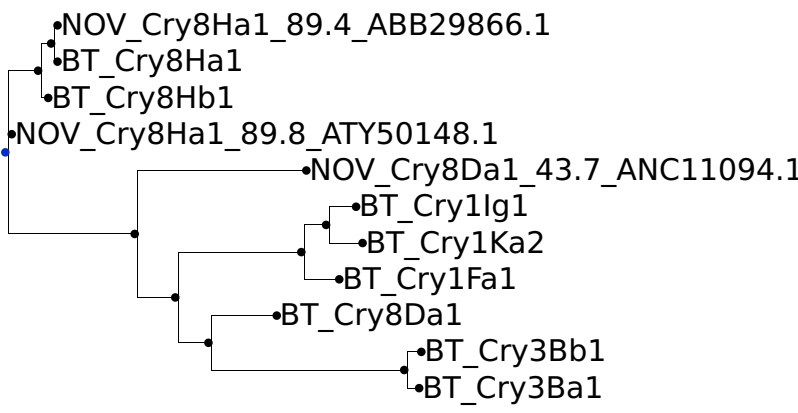 NOV_Cry8Ha1_89.4_ABB29866.1
BT_Cry8Ha1
BT_Cry8Hb1
NOV_Cry8Ha1_89.8_ATY50148.1
NOV_Cry8Da1_43.7_ANC11094.1
BT_Cry1Ig1
BT_Cry1Ka2
BT_Cry1Fa1
BT_Cry8Da1
BT_Cry3Bb1
BT_Cry3Ba1